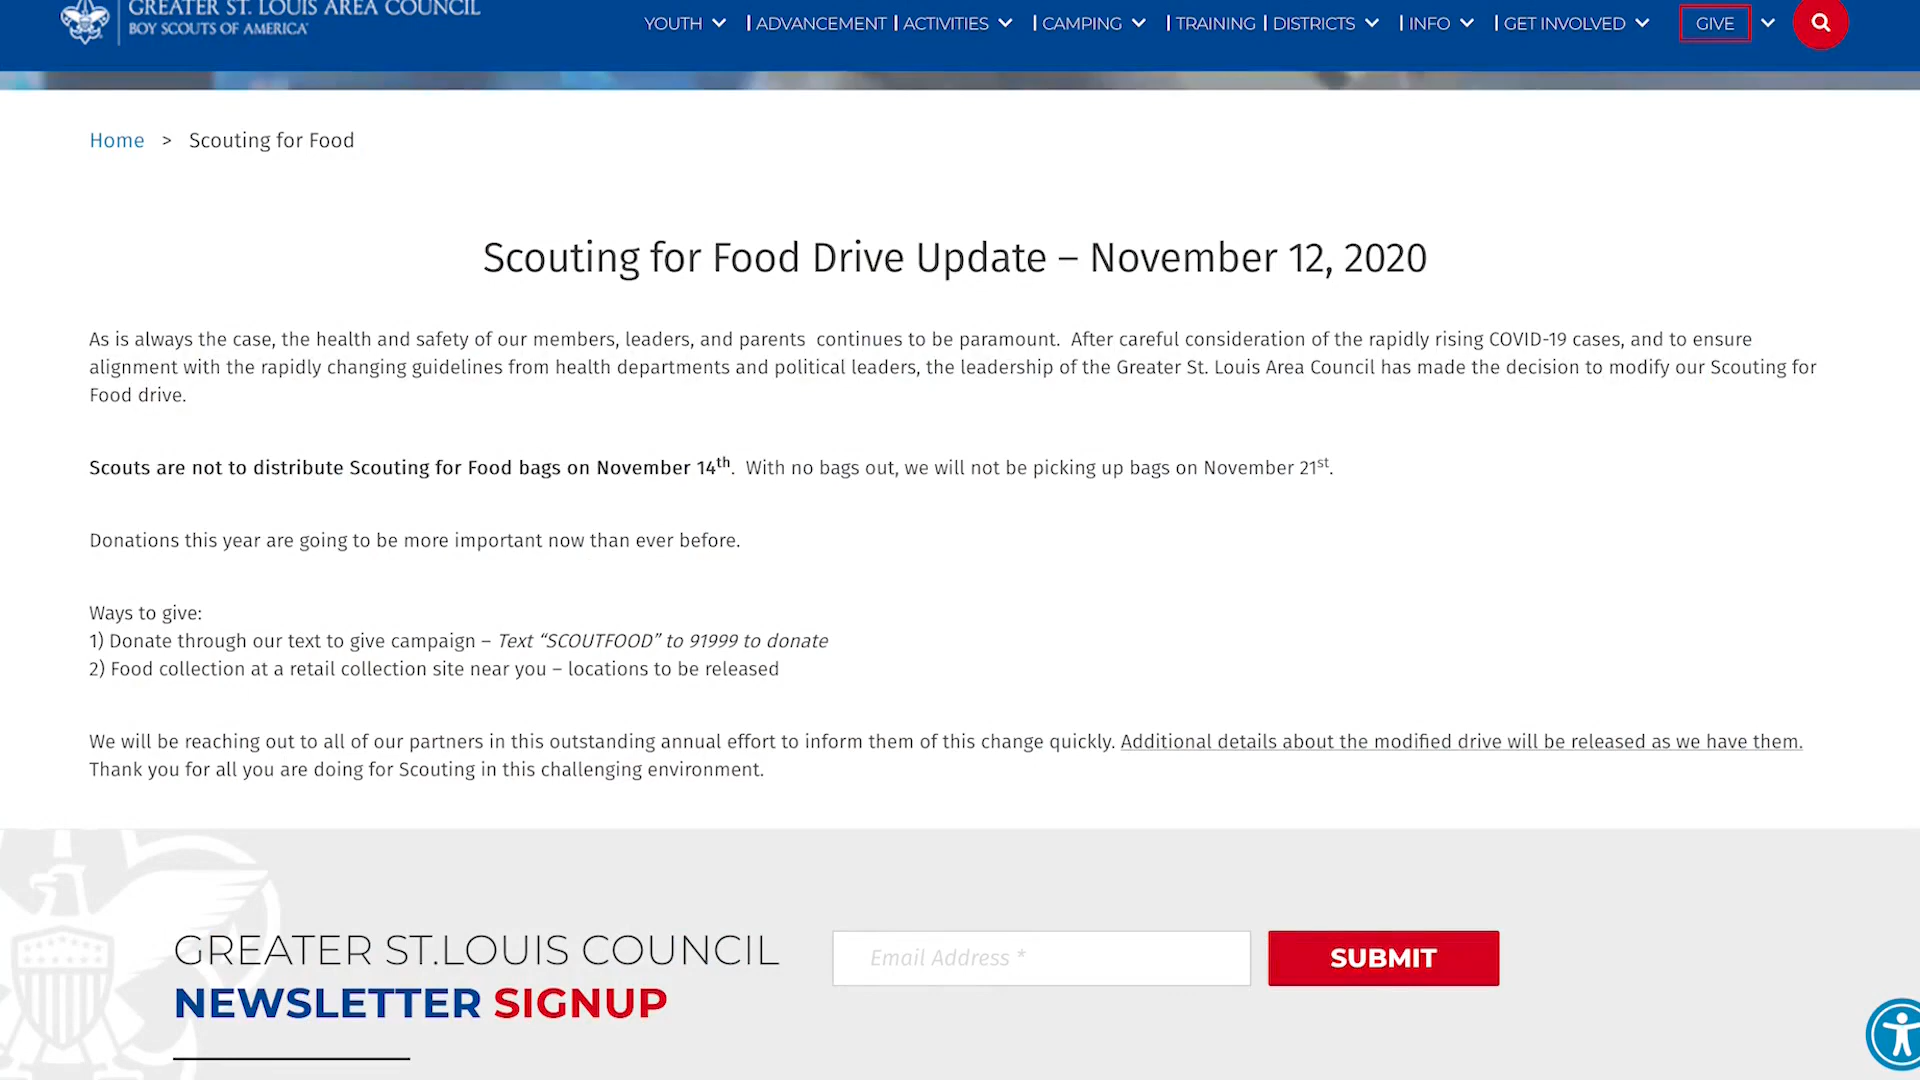 GREATER ST. LOUIS AREA COUNCIL
BOY SCOUTS OF AMERICA
YOUTH | ADVANCEMENT | ACTIVITIES | CAMPING | TRAINING | DISTRICTS | INFO | GET INVOLVED GIVE
Home > Scouting for Food
Scouting for Food Drive Update – November 12, 2020
As is always the case, the health and safety of our members, leaders, and parents continues to be paramount. After careful consideration of the rapidly rising COVID-19 cases, and to ensure
alignment with the rapidly changing guidelines from health departments and political leaders, the leadership of the Greater St. Louis Area Council has made the decision to modify our Scouting for
Food drive.
Scouts are not to distribute Scouting for Food bags on November 14th. With no bags out, we will not be picking up bags on November 21st.
Donations this year are going to be more important now than ever before.
Ways to give:
1) Donate through our text to give campaign – Text “SCOUTFOOD” to 91999 to donate
2) Food collection at a retail collection site near you – locations to be released
We will be reaching out to all of our partners in this outstanding annual effort to inform them of this change quickly. Additional details about the modified drive will be released as we have them.
Thank you for all you are doing for Scouting in this challenging environment.
GREATER ST.LOUIS COUNCIL
NEWSLETTER SIGNUP
Email Address *
SUBMIT